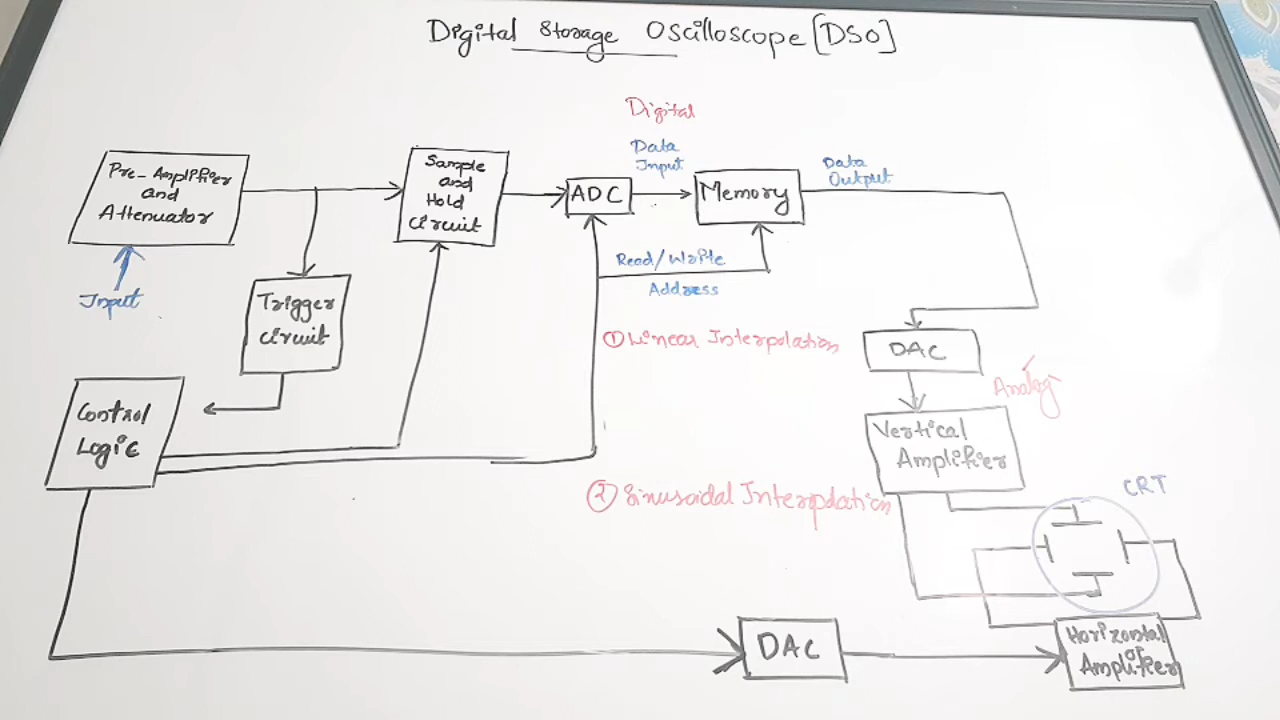 Digital Storage Oscilloscope [DSO]
Digital
Pre-Amplifier
and
Attenuator
Input
Sample
and
Hold
Circuit
ADC
Data
Input
Memory
Data
Output
Read/Write
Address
Trigger
Circuit
① Linear Interpolation
DAC
Analog
Control
Logic
Vertical
Amplifier
② Sinusoidal Interpolation
CRT
DAC
Horizontal
Amplifier